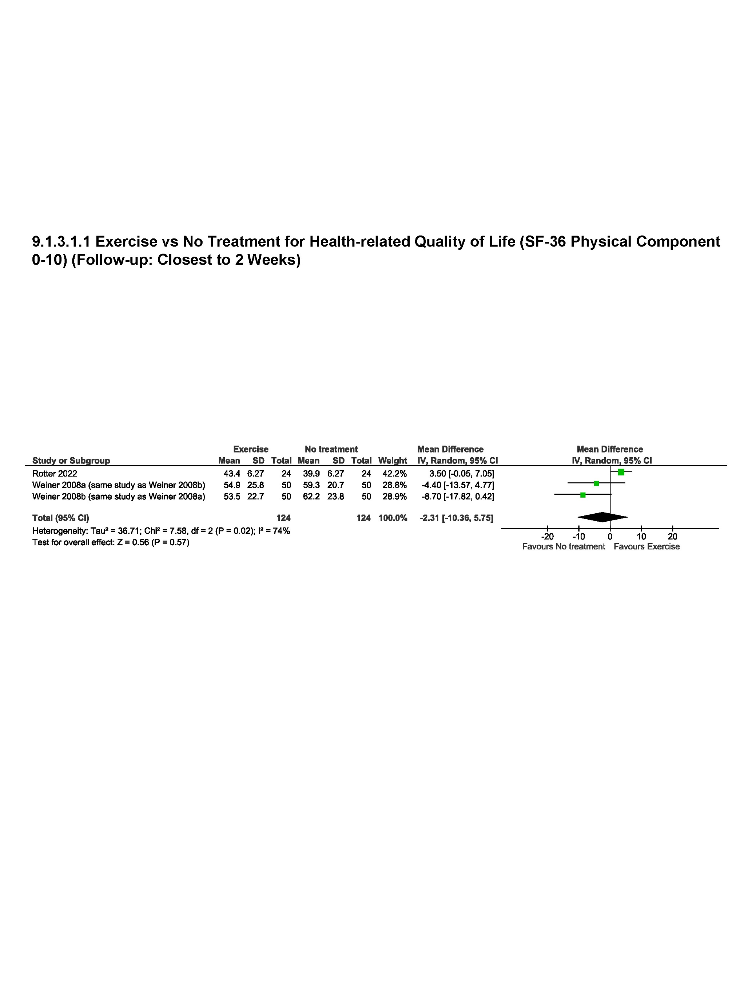 9.1.3.1.1 Exercise vs No Treatment for Health-related Quality of Life (SF-36 Physical Component
0-10) (Follow-up: Closest to 2 Weeks)
Exercise No treatment Mean Difference Mean Difference
Study or Subgroup Mean SD Total Mean SD Total Weight IV, Random, 95% CI IV, Random, 95% CI
Rotter 2022 43.4 6.27 24 39.9 6.27 24 42.2% 3.50 [-0.05, 7.05]
Weiner 2008a (same study as Weiner 2008b) 54.9 25.8 50 59.3 20.7 50 28.8% -4.40 [-13.57, 4.77]
Weiner 2008b (same study as Weiner 2008a) 53.5 22.7 50 62.2 23.8 50 28.9% -8.70 [-17.82, 0.42]
Total (95% CI) 124 124 100.0% -2.31 [-10.36, 5.75]
Heterogeneity: Tau² = 36.71; Chi² = 7.58, df = 2 (P = 0.02); I² = 74%
Test for overall effect: Z = 0.56 (P = 0.57)
-20 -10 0 10 20
Favours No treatment Favours Exercise